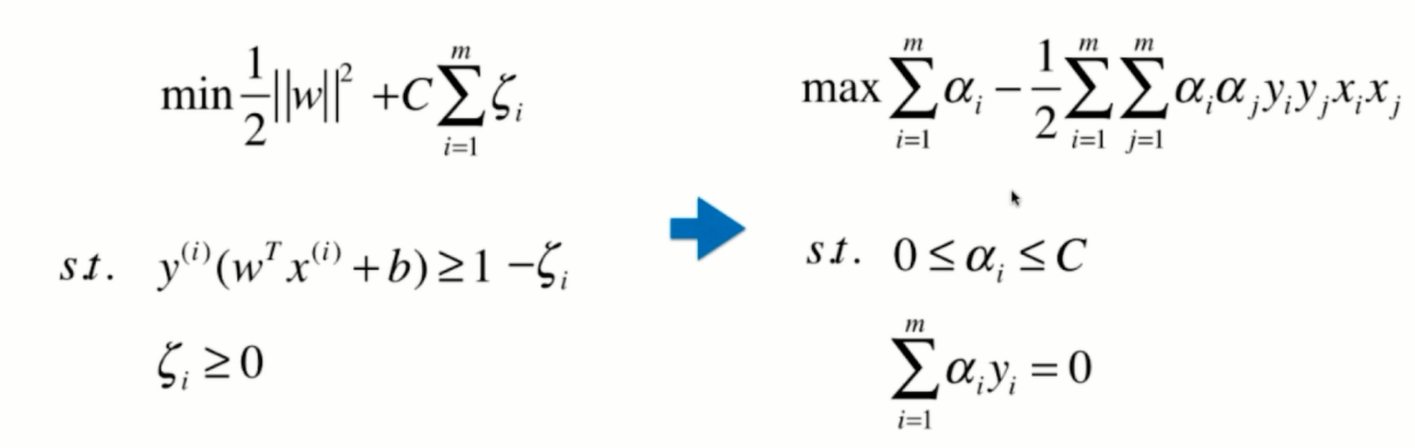 min 1/2 ||w||² + C ∑_{i=1}^{m} ζ_i
s.t. y^{(i)}(w^T x^{(i)} + b) ≥ 1 − ζ_i
ζ_i ≥ 0
max ∑_{i=1}^{m} α_i − 1/2 ∑_{i=1}^{m} ∑_{j=1}^{m} α_i α_j y_i y_j x_i x_j
s.t. 0 ≤ α_i ≤ C
∑_{i=1}^{m} α_i y_i = 0